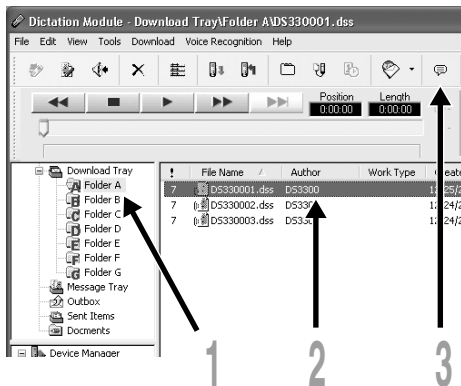 Dictation Module - Download Tray\Folder A\DS330001.dss
File Edit View Tools Download Voice Recognition Help
Position Length
0:00:00 0:00:00
Download Tray
Folder A
Folder B
Folder C
Folder D
Folder E
Folder F
Folder G
Message Tray
Outbox
Sent Items
Docments
Device Manager
! File Name Author Work Type
7 DS330001.dss DS3300
7 DS330002.dss
7 DS330003.dss
1 2 3